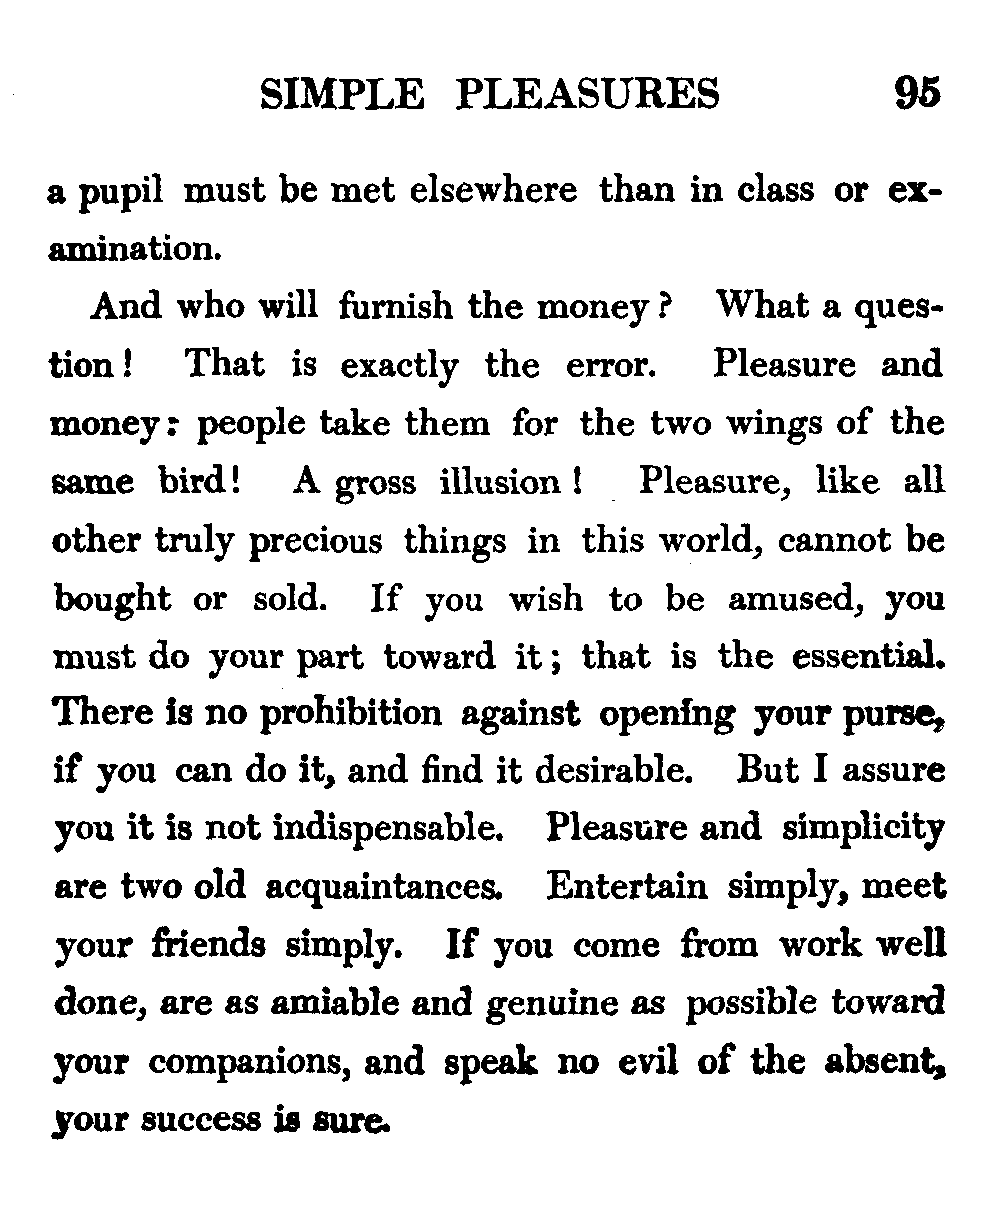 SIMPLE PLEASURES 95
a pupil must be met elsewhere than in class or ex-
amination.
And who will furnish the money? What a ques-
tion! That is exactly the error. Pleasure and
money: people take them for the two wings of the
same bird! A gross illusion! Pleasure, like all
other truly precious things in this world, cannot be
bought or sold. If you wish to be amused, you
must do your part toward it; that is the essential.
There is no prohibition against opening your purse,
if you can do it, and find it desirable. But I assure
you it is not indispensable. Pleasure and simplicity
are two old acquaintances. Entertain simply, meet
your friends simply. If you come from work well
done, are as amiable and genuine as possible toward
your companions, and speak no evil of the absent,
your success is sure.